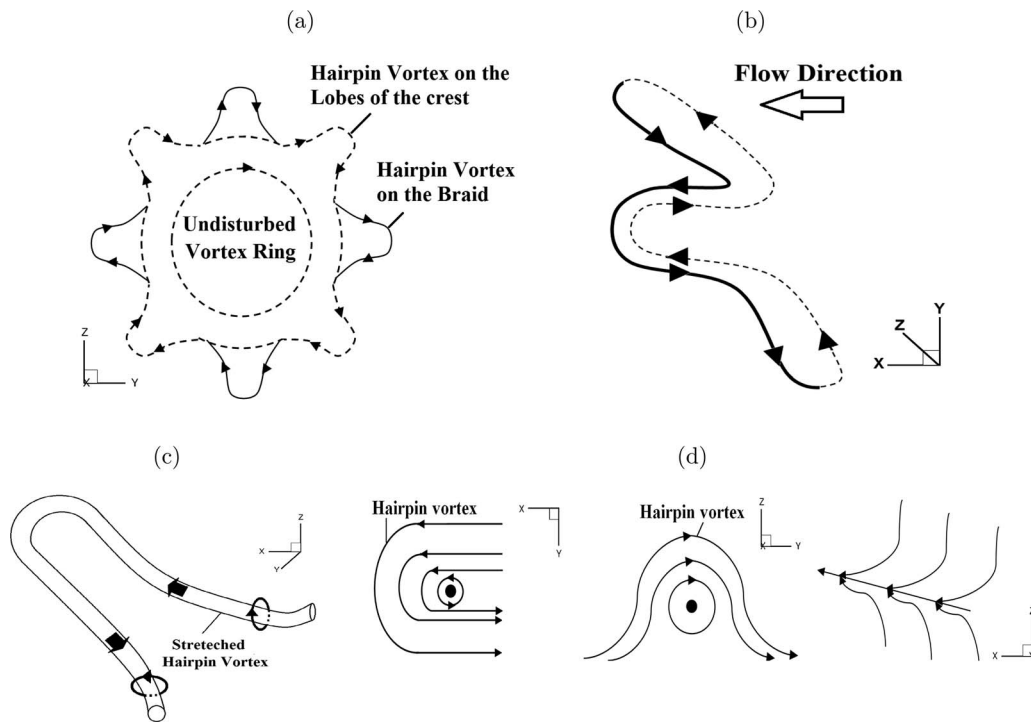 (a)
(b)
Hairpin Vortex on the
Lobes of the crest
Hairpin Vortex
on the Braid
Undisturbed
Vortex Ring
Z
X
Y
Flow Direction
Y
Z
X
(c)
(d)
Z
X
Y
Streteched
Hairpin Vortex
Hairpin vortex
X
Y
Hairpin vortex
Z
X
Y
Z
X